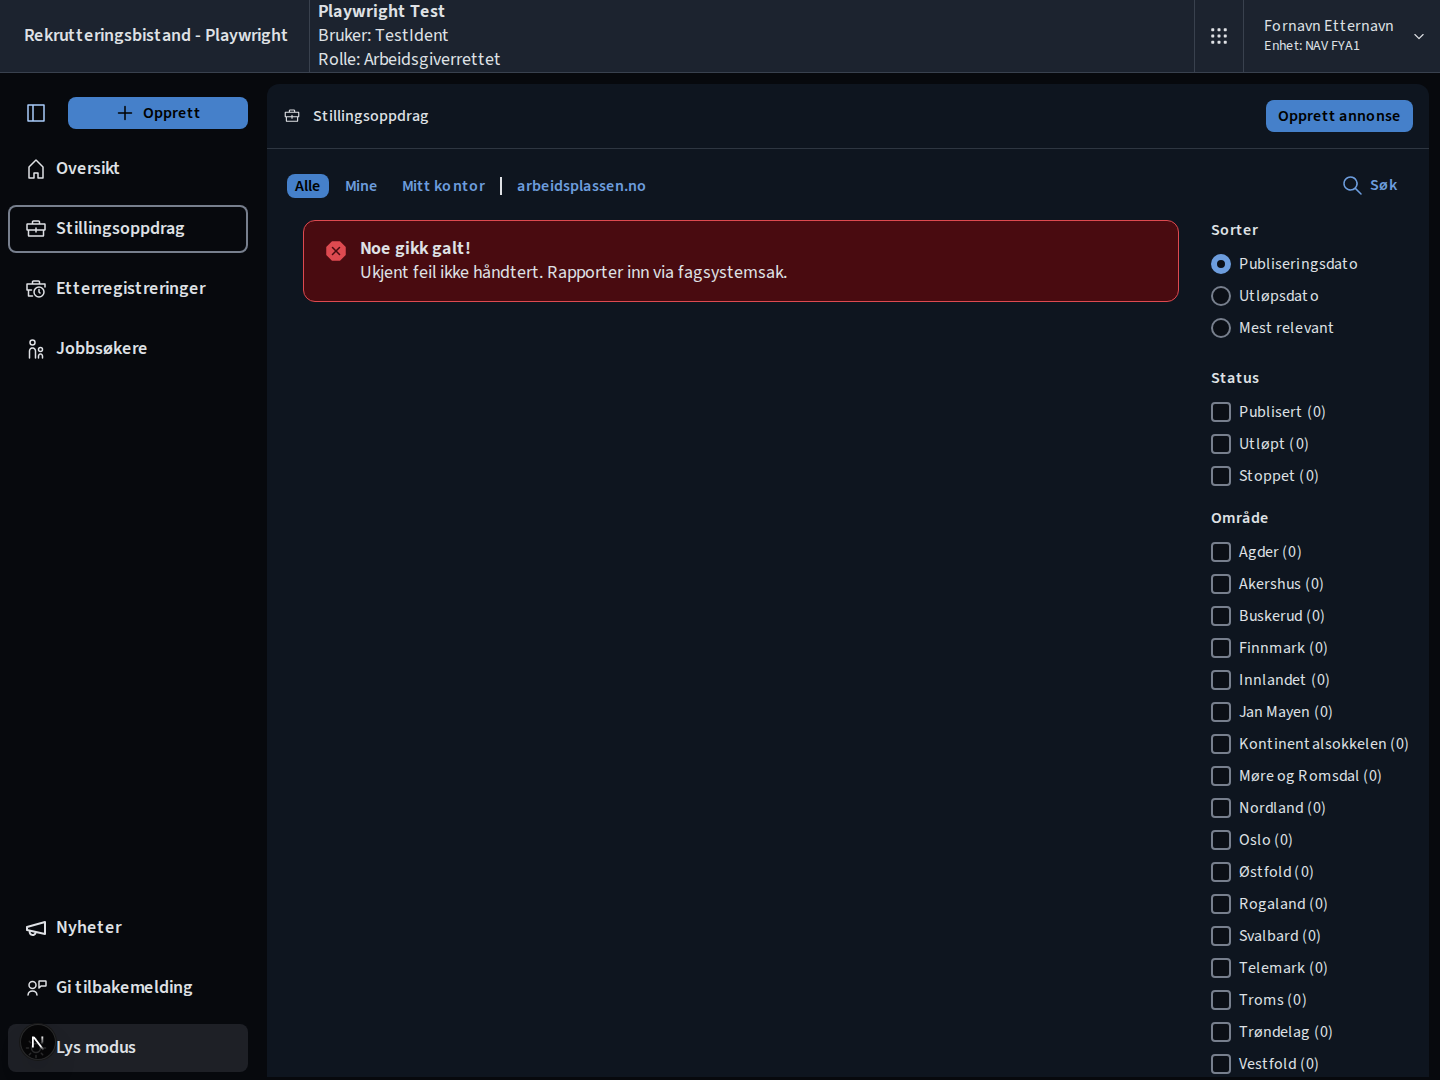 Rekrutteringsbistand - Playwright
Playwright Test
Bruker: TestIdent
Rolle: Arbeidsgiverrettet
Fornavn Etternavn
Enhet: NAV FYA1
Opprett
Oversikt
Stillingsoppdrag
Etterregistreringer
Jobbsøkere
Nyheter
Gi tilbakemelding
N
Lys modus
Stillingsoppdrag
Opprett annonse
Alle
Mine
Mitt kontor
arbeidsplassen.no
Søk
Noe gikk galt!
Ukjent feil ikke håndtert. Rapporter inn via fagsystemsak.
Sorter
Publiseringsdato
Utløpsdato
Mest relevant
Status
Publisert (0)
Utløpt (0)
Stoppet (0)
Område
Agder (0)
Akershus (0)
Buskerud (0)
Finnmark (0)
Innlandet (0)
Jan Mayen (0)
Kontinentalsokkelen (0)
Møre og Romsdal (0)
Nordland (0)
Oslo (0)
Østfold (0)
Rogaland (0)
Svalbard (0)
Telemark (0)
Troms (0)
Trøndelag (0)
Vestfold (0)